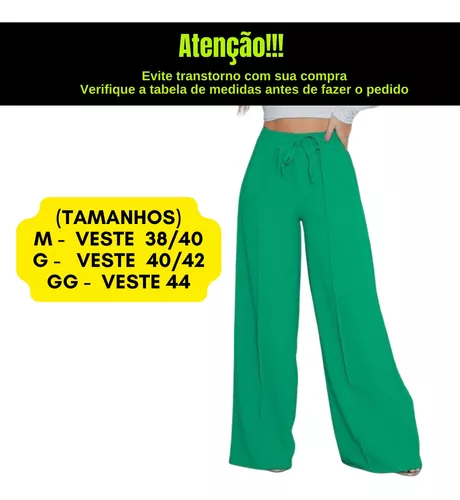 Atenção!!!
Evite transtorno com sua compra
Verifique a tabela de medidas antes de fazer o pedido
(TAMANHOS)
M - VESTE 38/40
G - VESTE 40/42
GG - VESTE 44